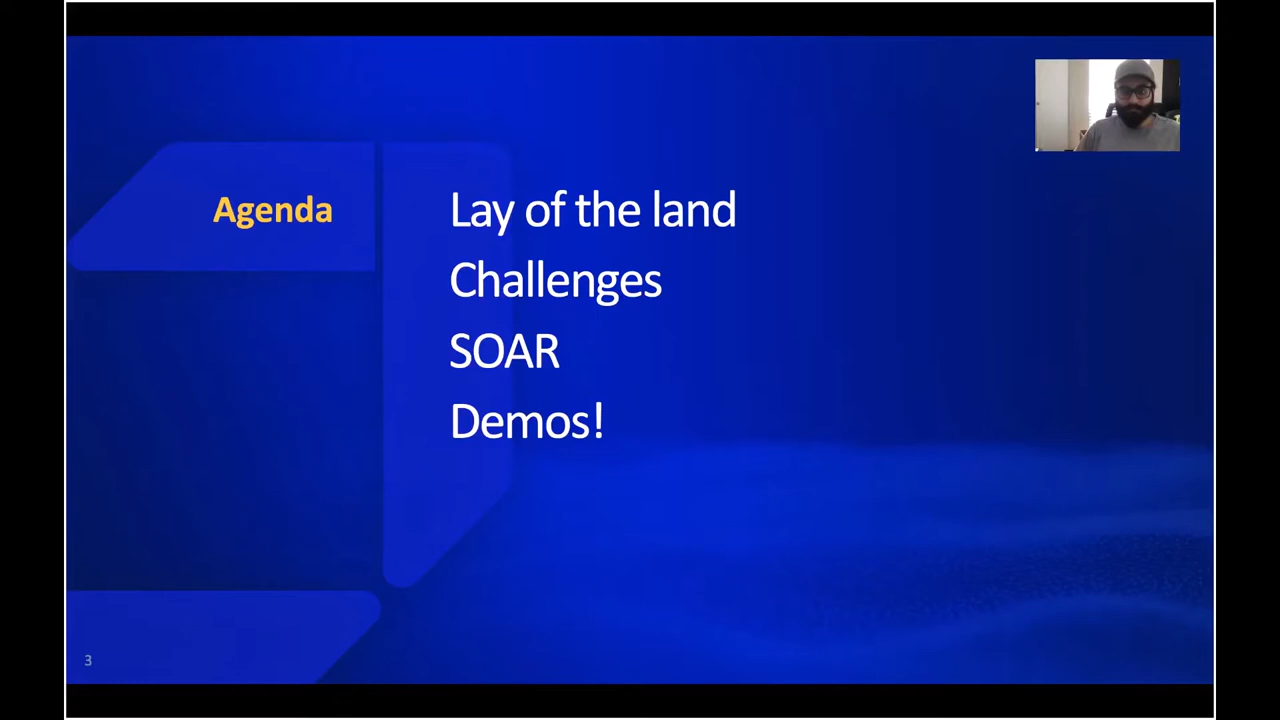 Agenda
Lay of the land
Challenges
SOAR
Demos!
3